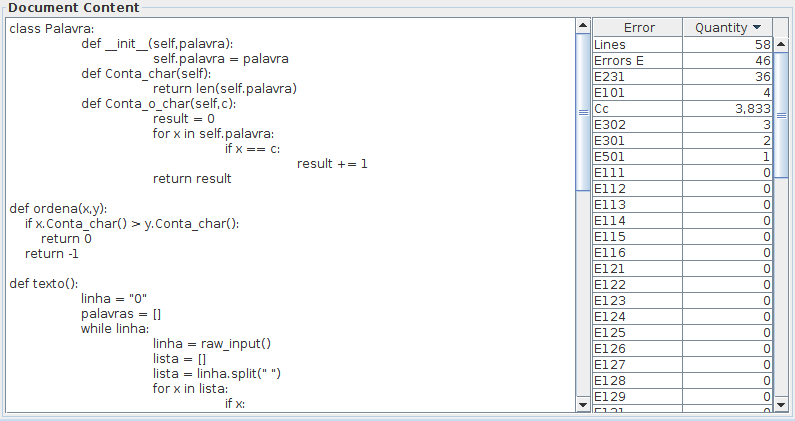 Document Content
class Palavra:
def __init__(self,palavra):
self.palavra = palavra
def Conta_char(self):
return len(self.palavra)
def Conta_o_char(self,c):
result = 0
for x in self.palavra:
if x == c:
result += 1
return result
def ordena(x,y):
if x.Conta_char() > y.Conta_char():
return 0
return -1
def texto():
linha = "0"
palavras = []
while linha:
linha = raw_input()
lista = []
lista = linha.split(" ")
for x in lista:
if x:
Error Quantity
Lines 58
Errors E 46
E231 36
E101 4
Cc 3,833
E302 3
E301 2
E501 1
E111 0
E112 0
E113 0
E114 0
E115 0
E116 0
E121 0
E122 0
E123 0
E124 0
E125 0
E126 0
E127 0
E128 0
E129 0